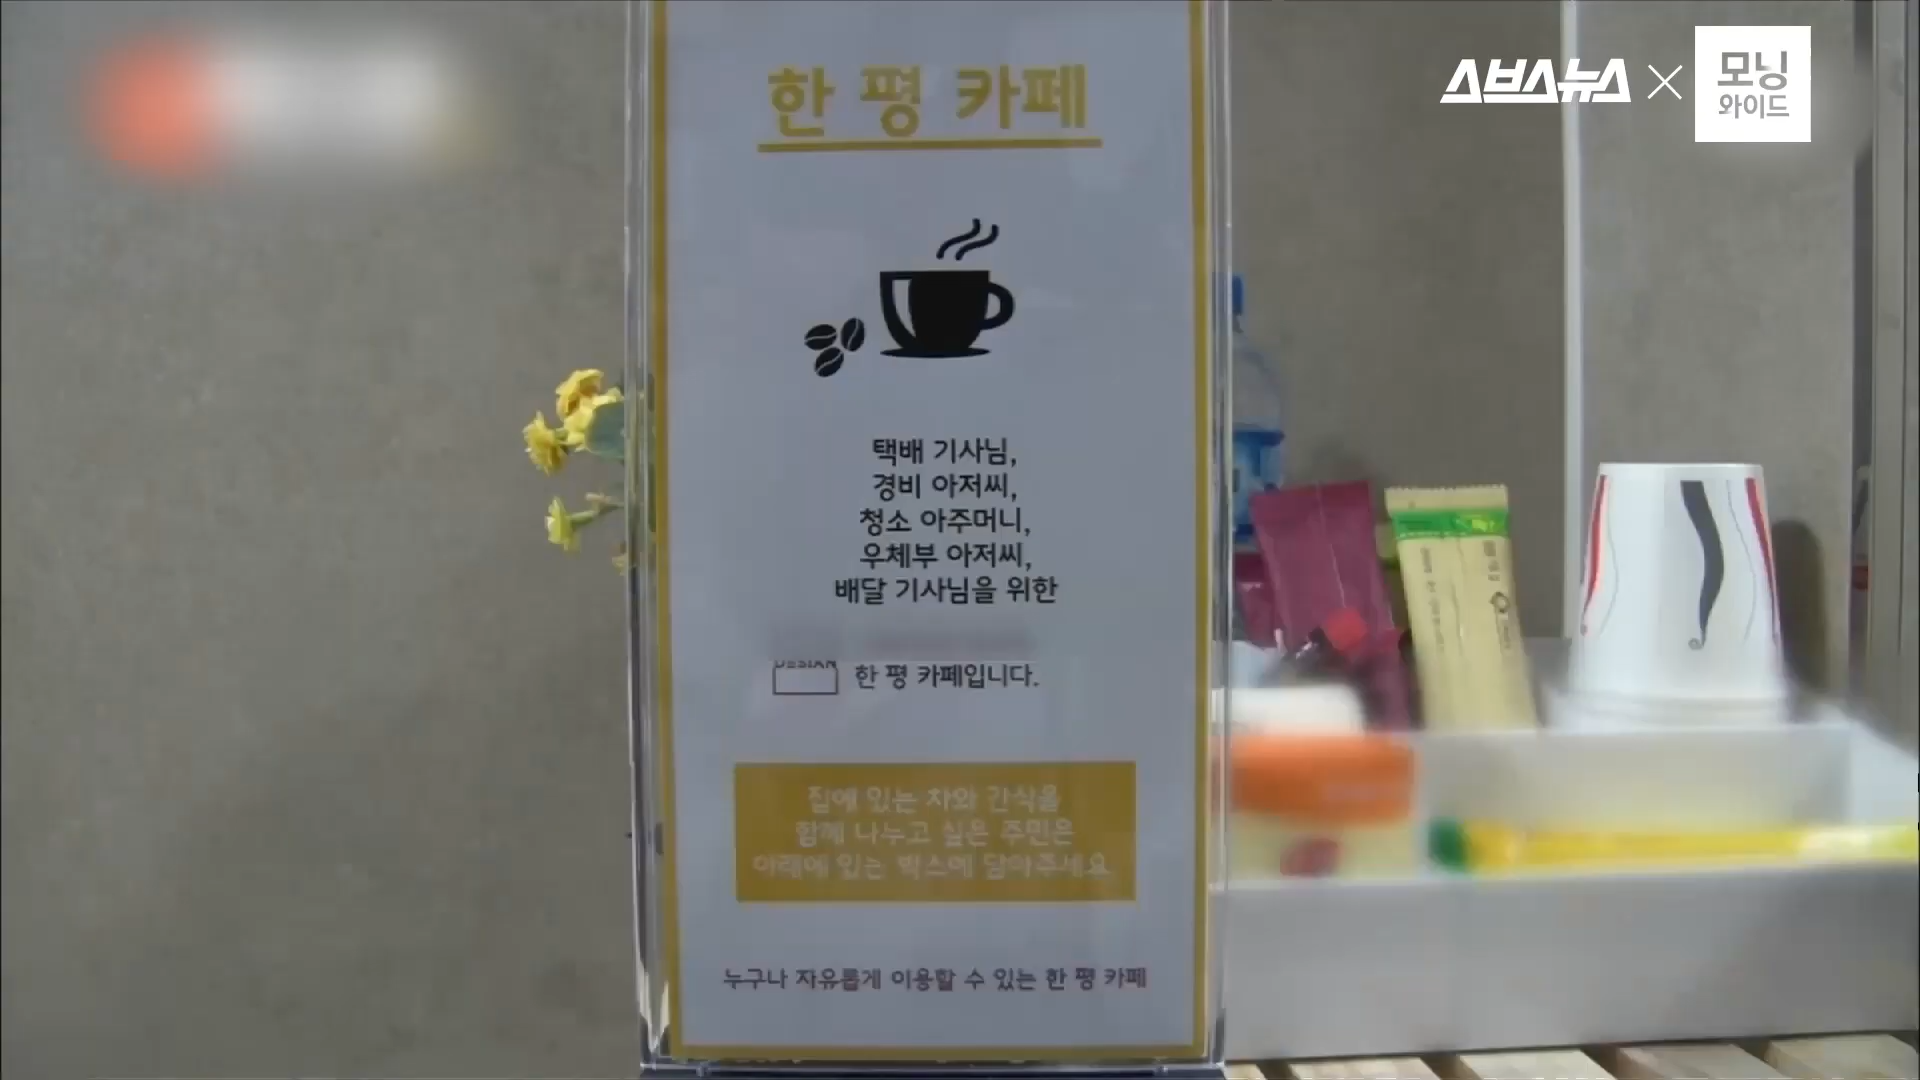 스브스뉴스
모닝
와이드
한 평 카페
택배 기사님,
경비 아저씨,
청소 아주머니,
우체부 아저씨,
배달 기사님을 위한
한 평 카페입니다.
집에 있는 차와 간식을
함께 나누고 싶은 주민은
아래에 있는 박스에 담아주세요
누구나 자유롭게 이용할 수 있는 한 평 카페